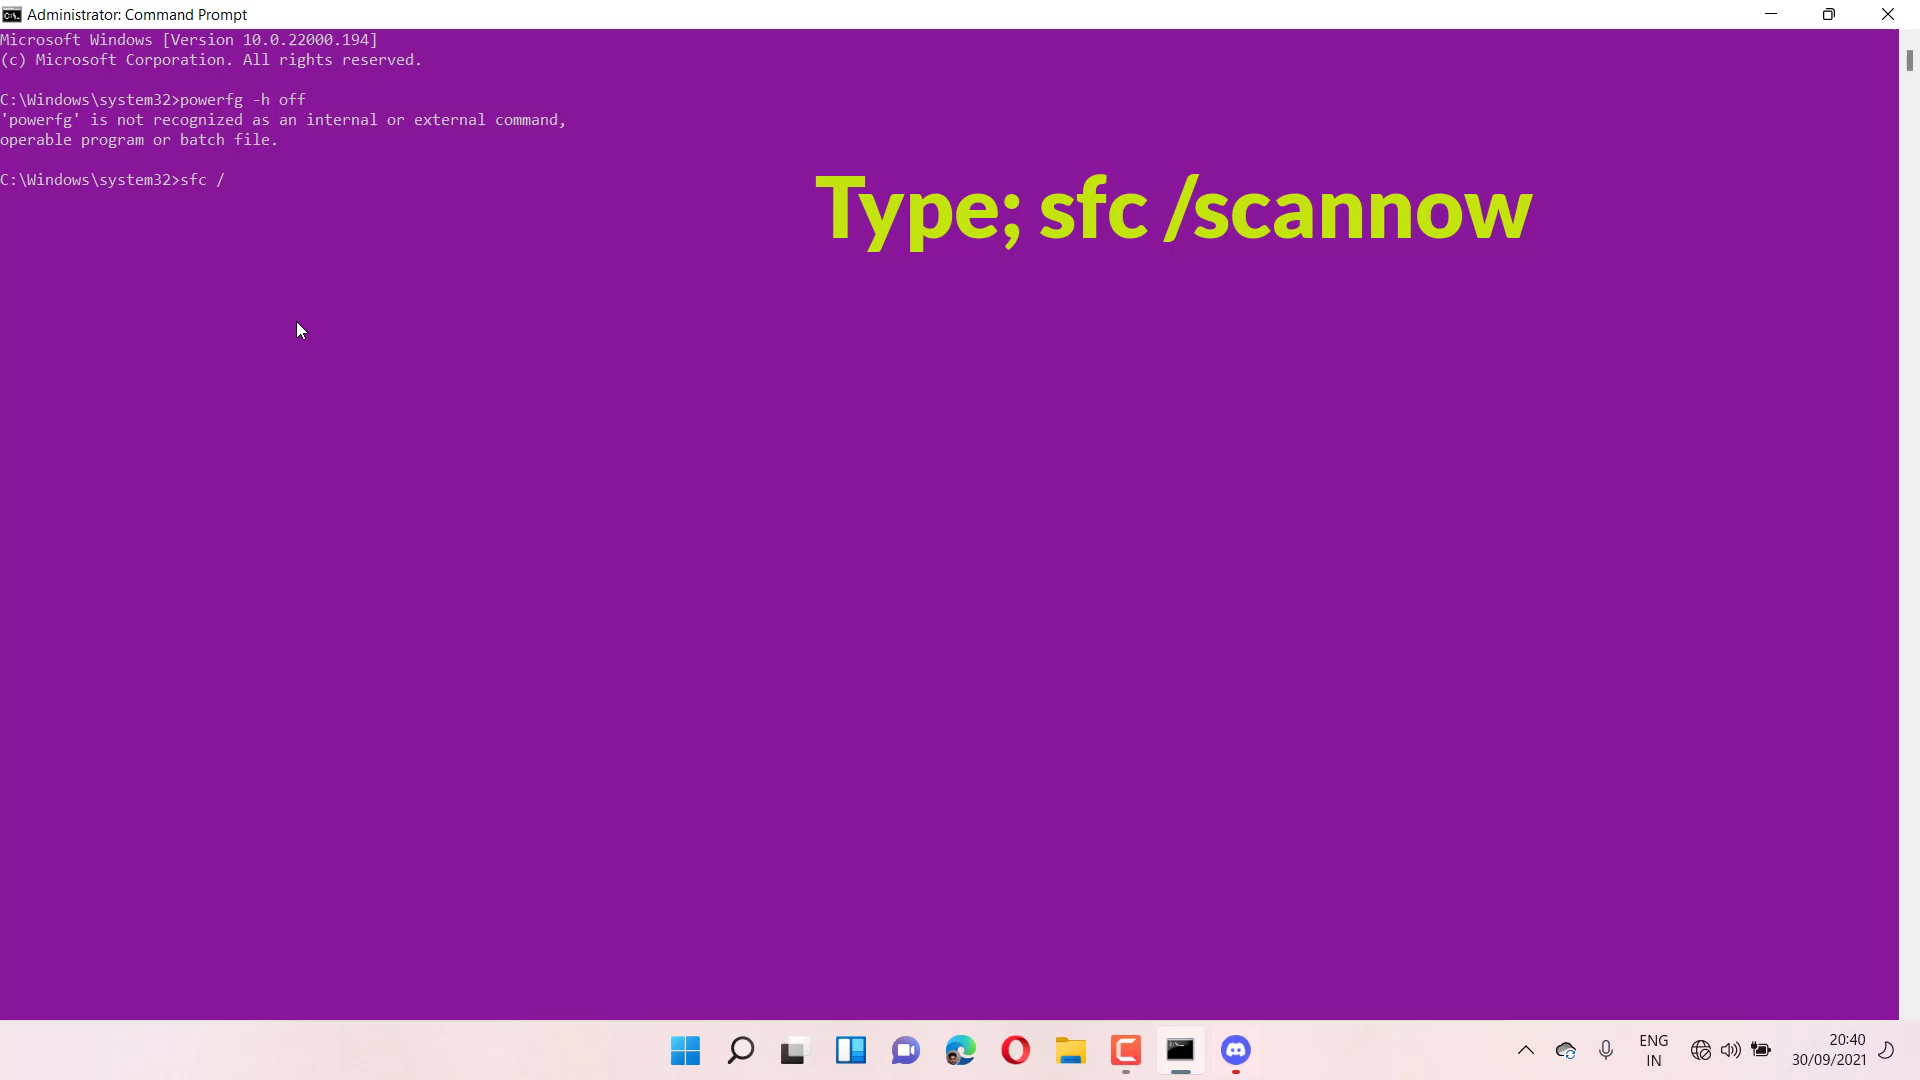 Administrator: Command Prompt
Microsoft Windows [Version 10.0.22000.194]
(c) Microsoft Corporation. All rights reserved.
C:\Windows\system32>powerfg -h off
'powerfg' is not recognized as an internal or external command,
operable program or batch file.
C:\Windows\system32>sfc /
Type; sfc /scannow
ENG
IN
20:40
30/09/2021